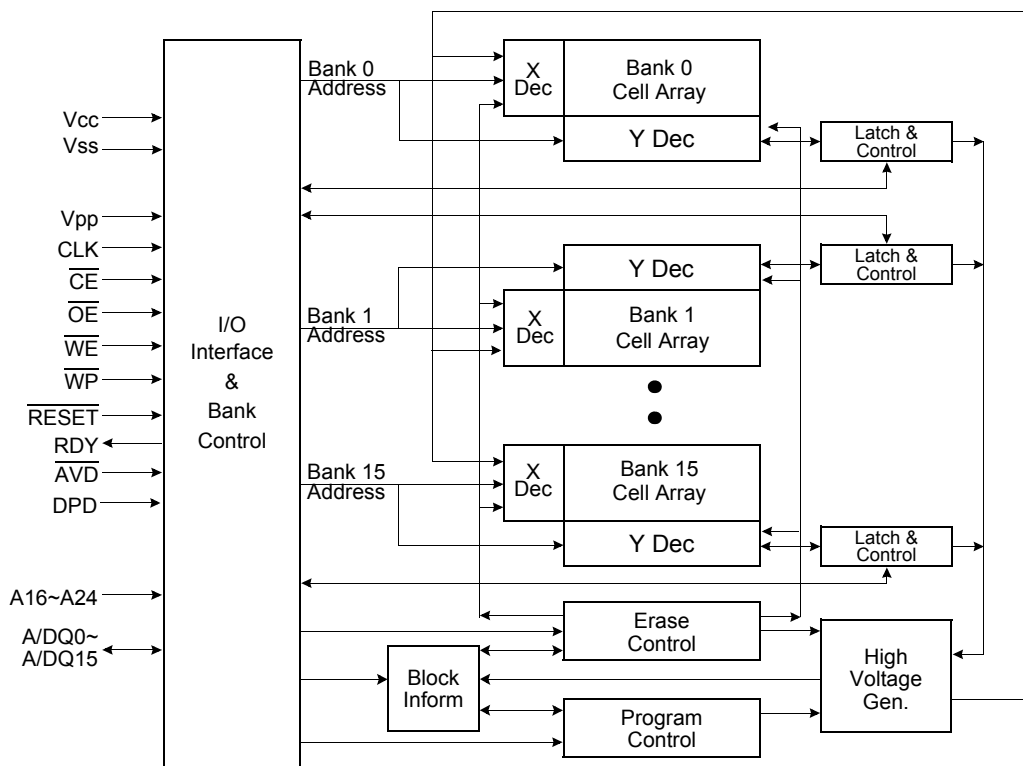 Vcc
Vss
Vpp
CLK
CE
OE
WE
WP
RESET
RDY
AVD
DPD
A16~A24
A/DQ0~
A/DQ15
I/O
Interface
&
Bank
Control
Bank 0
Address
X
Dec
Bank 0
Cell Array
Y Dec
Latch &
Control
Bank 1
Address
Y Dec
X
Dec
Bank 1
Cell Array
Latch &
Control
Bank 15
Address
X
Dec
Bank 15
Cell Array
Y Dec
Latch &
Control
Erase
Control
Block
Inform
Program
Control
High
Voltage
Gen.